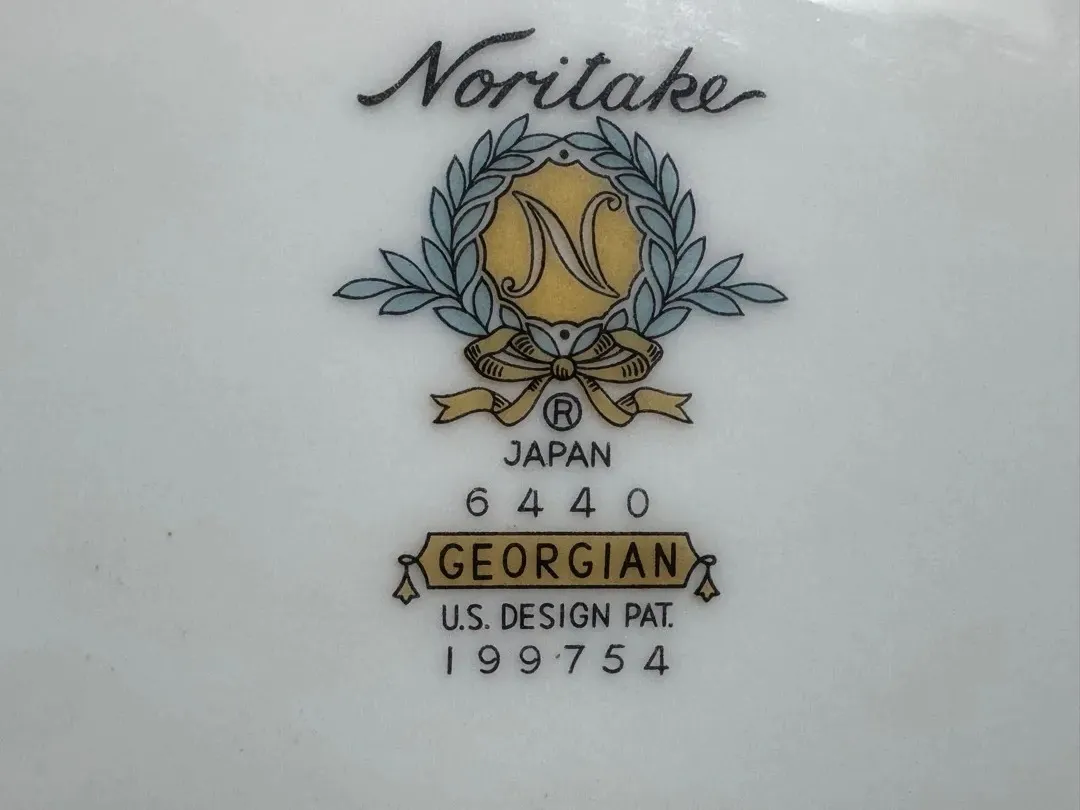 Noritake
N
®
JAPAN
6440
GEORGIAN
U.S. DESIGN PAT.
199754